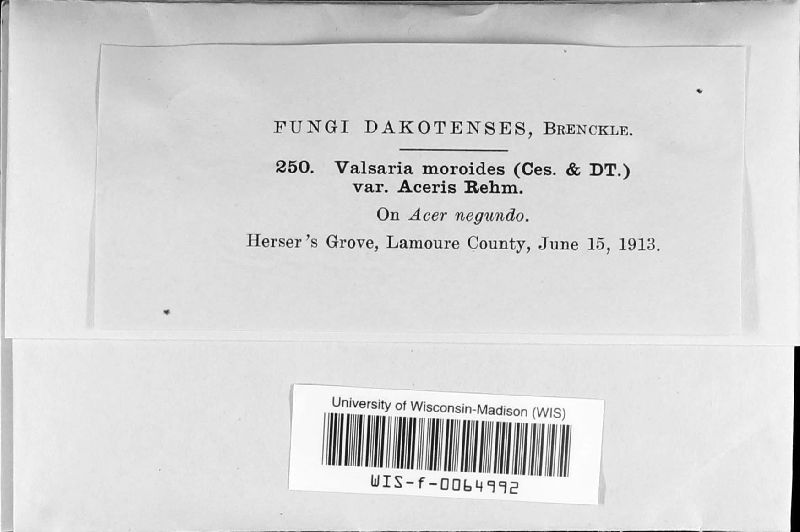 FUNGI DAKOTENSES, BRENCKLE.
250. Valsaria moroides (Ces. & DT.)
var. Aceris Rehm.
On Acer negundo.
Herser's Grove, Lamoure County, June 15, 1913.
University of Wisconsin-Madison (WIS)
WIS-f-0064992